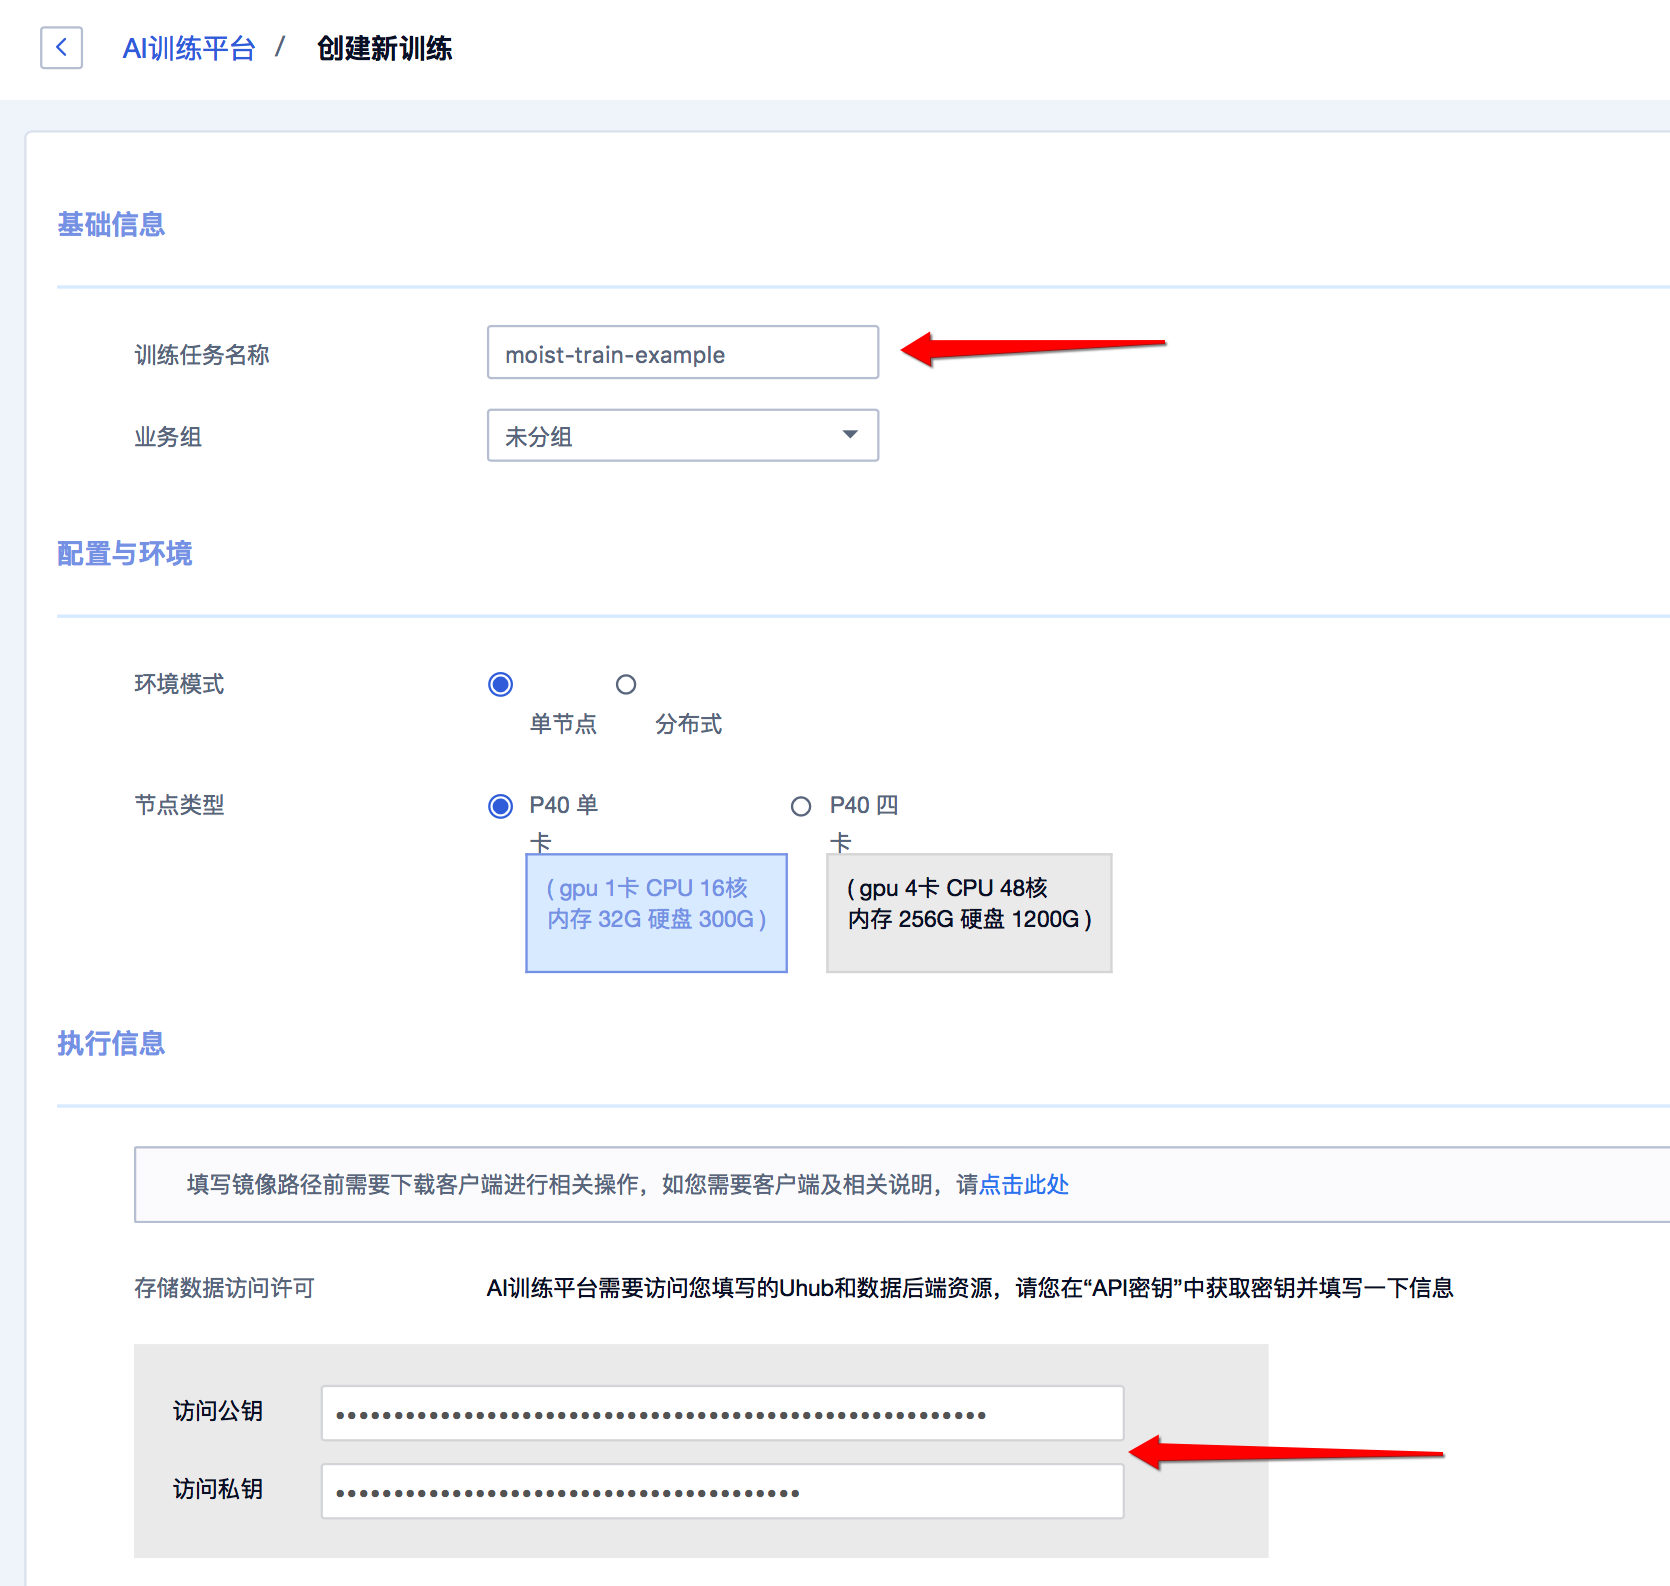 AI训练平台 / 创建新训练
基础信息
训练任务名称
moist-train-example
业务组
未分组
配置与环境
环境模式
单节点
分布式
节点类型
P40 单
卡
( gpu 1卡 CPU 16核
内存 32G 硬盘 300G )
P40 四
卡
( gpu 4卡 CPU 48核
内存 256G 硬盘 1200G )
执行信息
填写镜像路径前需要下载客户端进行相关操作，如您需要客户端及相关说明，请点击此处
存储数据访问许可
AI训练平台需要访问您填写的Uhub和数据后端资源，请您在“API密钥”中获取密钥并填写一下信息
访问公钥
访问私钥